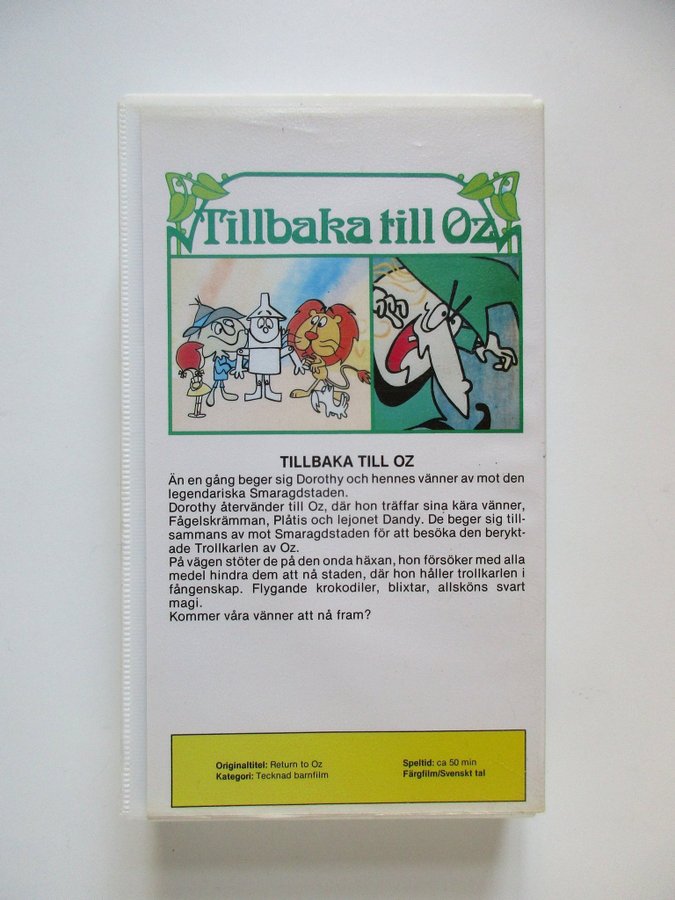 Tillbaka till Oz
TILLBAKA TILL OZ
Än en gång beger sig Dorothy och hennes vänner av mot den
legendariska Smaragdstaden.
Dorothy återvänder till Oz, där hon träffar sina kära vänner,
Fågelskrämman, Plåtis och lejonet Dandy. De beger sig till-
sammans av mot Smaragdstaden för att besöka den berykt-
ade Trollkarlen av Oz.
På vägen stöter de på den onda häxan, hon försöker med alla
medel hindra dem att nå staden, där hon håller trollkarlen i
fångenskap. Flygande krokodiler, blixtar, allsköns svart
magi.
Kommer våra vänner att nå fram?
Originaltitel: Return to Oz
Kategori: Tecknad barnfilm
Speltid: ca 50 min
Färgfilm/Svenskt tal